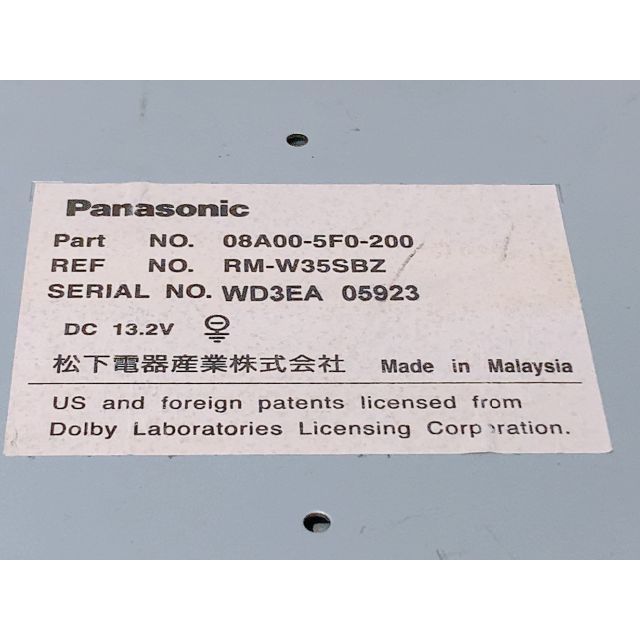 Panasonic
Part NO. 08A00-5F0-200
REF NO. RM-W35SBZ
SERIAL NO. WD3EA 05923
DC 13.2V
松下電器産業株式会社 Made in Malaysia
US and foreign patents licensed from
Dolby Laboratories Licensing Corporation.